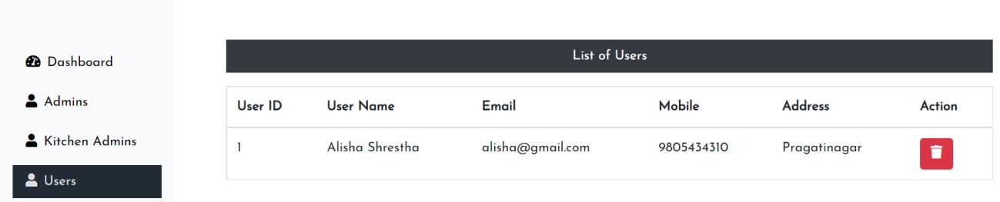 Dashboard
Admins
Kitchen Admins
Users
List of Users
User ID User Name Email Mobile Address Action
1 Alisha Shrestha alisha@gmail.com 9805434310 Pragatinagar